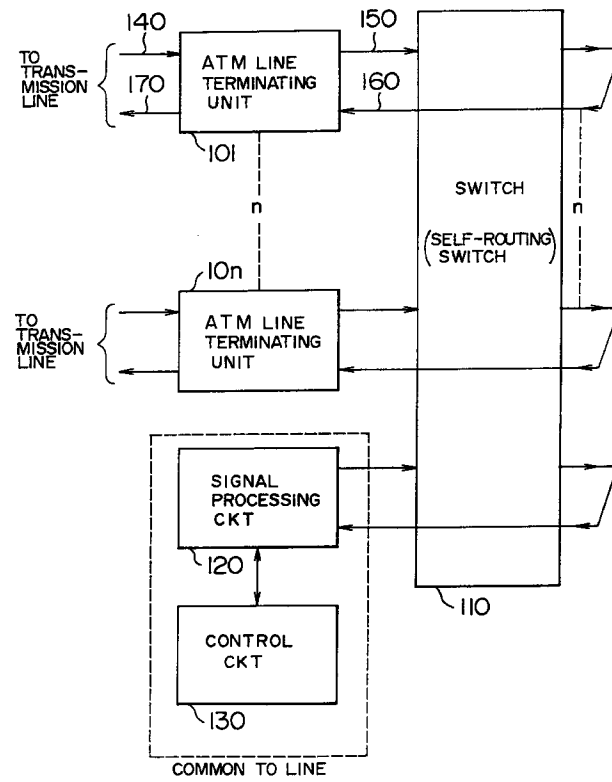 140
150
TO
TRANS-
MISSION
LINE
170
ATM LINE
TERMINATING
UNIT
160
101
n
SWITCH
(SELF-ROUTING
SWITCH)
n
10n
TO
TRANS-
MISSION
LINE
ATM LINE
TERMINATING
UNIT
SIGNAL
PROCESSING
CKT
120
110
CONTROL
CKT
130
COMMON TO LINE